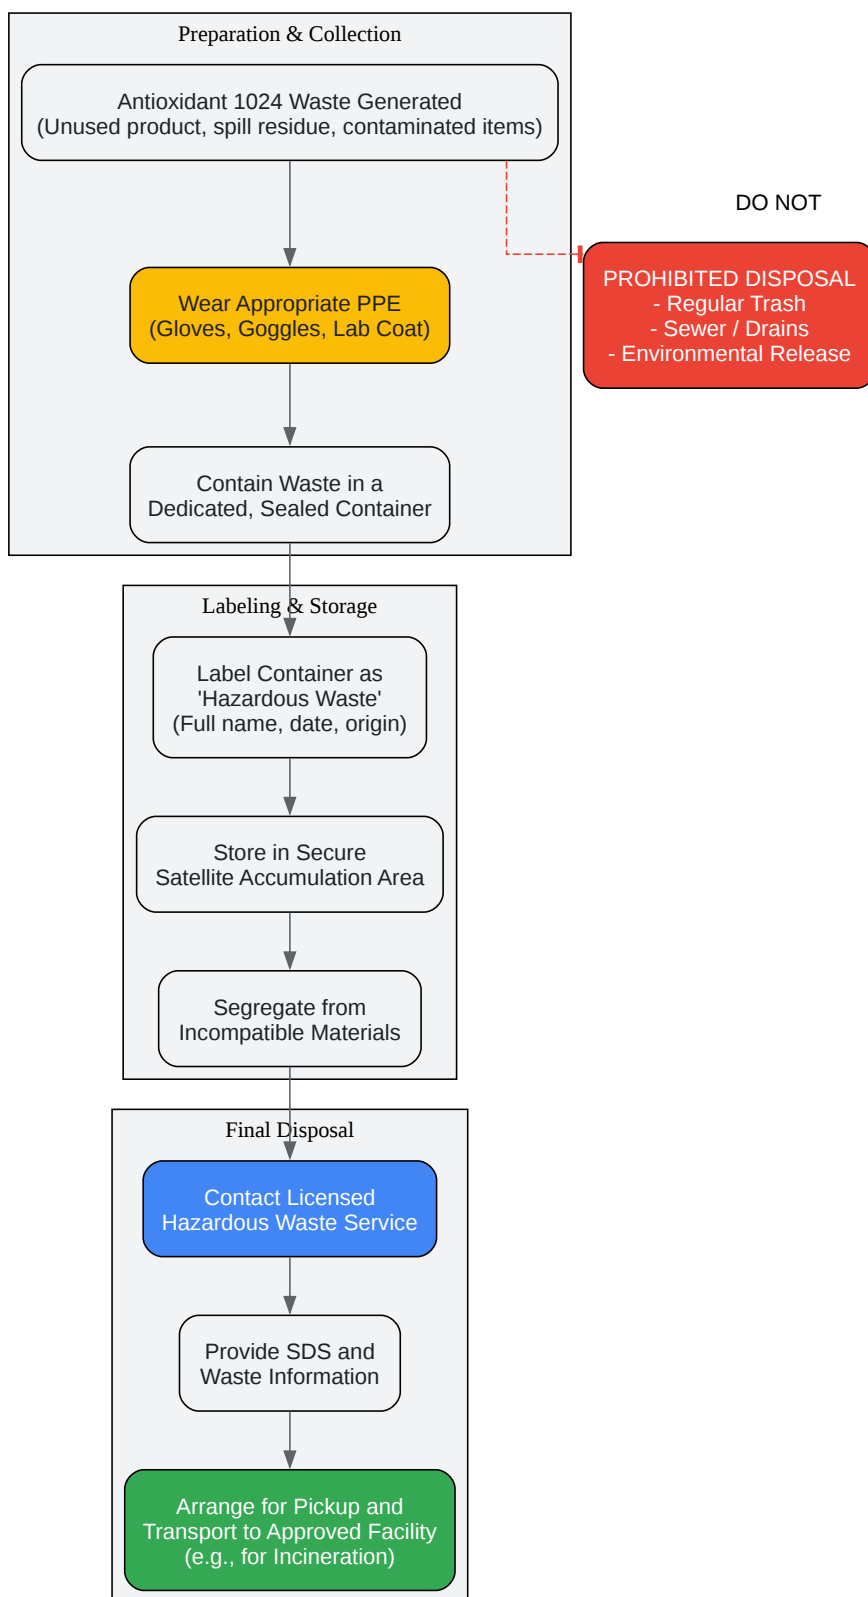 Preparation & Collection
Antioxidant 1024 Waste Generated
(Unused product, spill residue, contaminated items)
DO NOT
PROHIBITED DISPOSAL
- Regular Trash
- Sewer / Drains
- Environmental Release
Wear Appropriate PPE
(Gloves, Goggles, Lab Coat)
Contain Waste in a
Dedicated, Sealed Container
Labeling & Storage
Label Container as
'Hazardous Waste'
(Full name, date, origin)
Store in Secure
Satellite Accumulation Area
Segregate from
Incompatible Materials
Final Disposal
Contact Licensed
Hazardous Waste Service
Provide SDS and
Waste Information
Arrange for Pickup and
Transport to Approved Facility
(e.g., for Incineration)